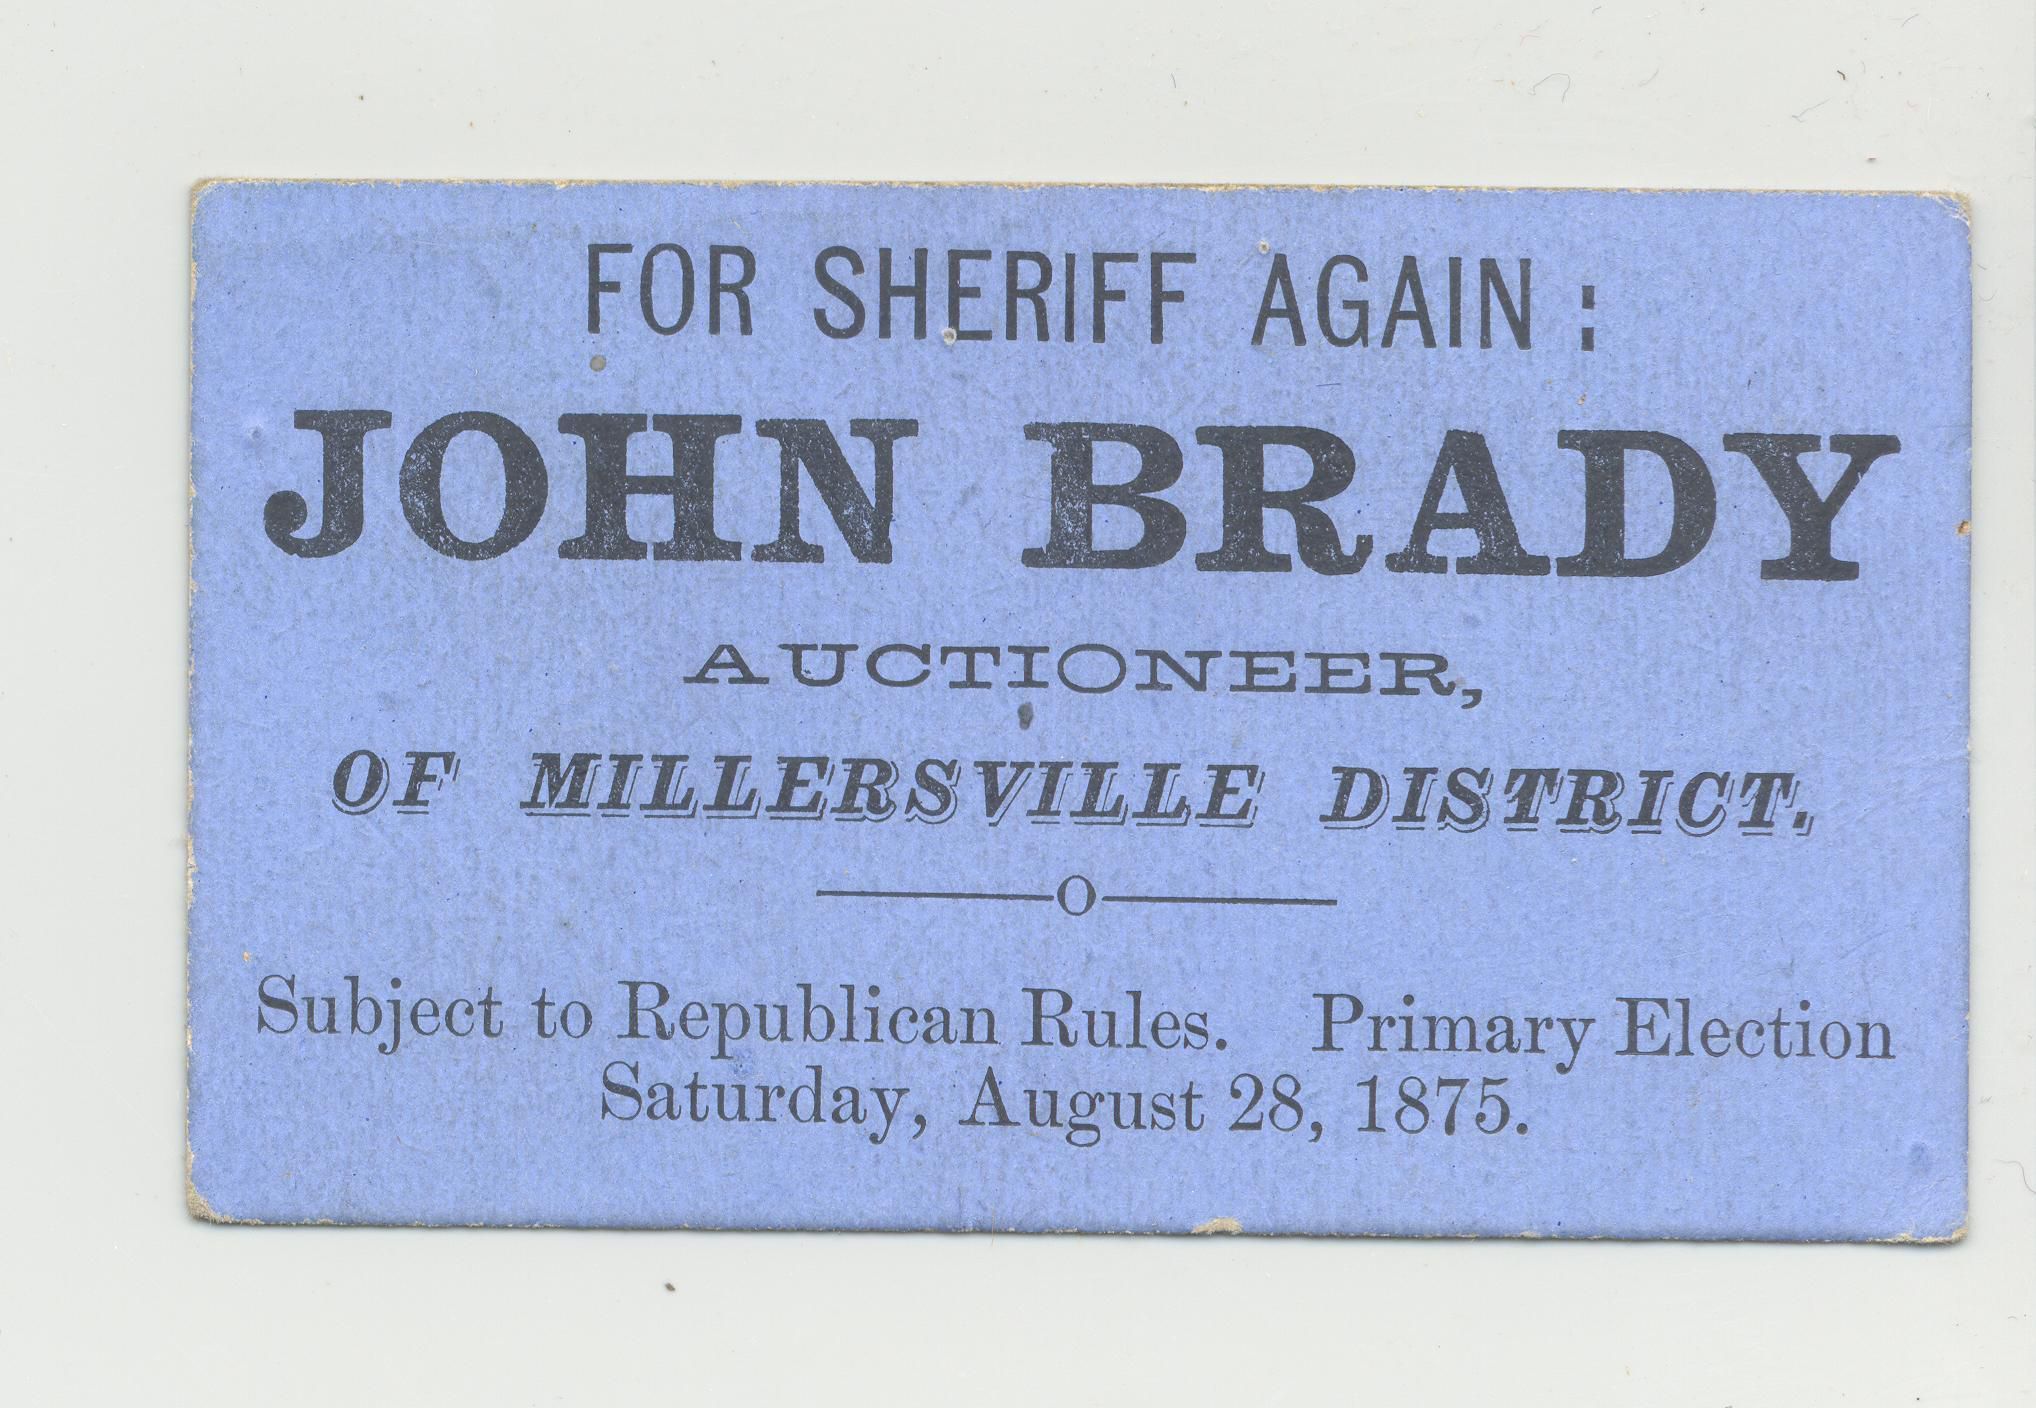 FOR SHERIFF AGAIN :
JOHN BRADY
AUCTIONEER,
OF MILLERSVILLE DISTRICT.
Subject to Republican Rules. Primary Election
Saturday, August 28, 1875.